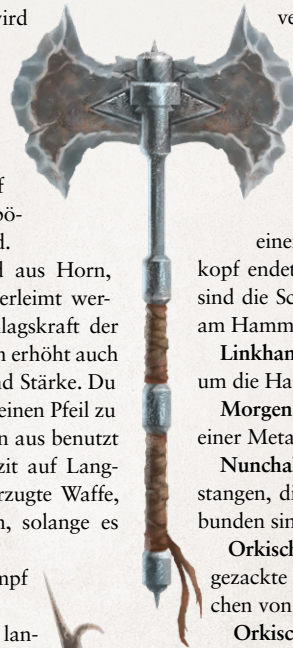 wird
f
bö-
d.
d aus Horn,
erleimt wer-
lagskraft der
n erhöht auch
nd Stärke. Du
einen Pfeil zu
n aus benutzt
zit auf Lang-
rzugte Waffe,
n, solange es
npf
lan-
ve
eine
kopf endet
sind die Sc
am Hamm
Linkhan
um die Ha
Morgen
einer Meta
Nuncha
stangen, di
bunden sin
Orkisch
gezackte
chen von
Orkisc